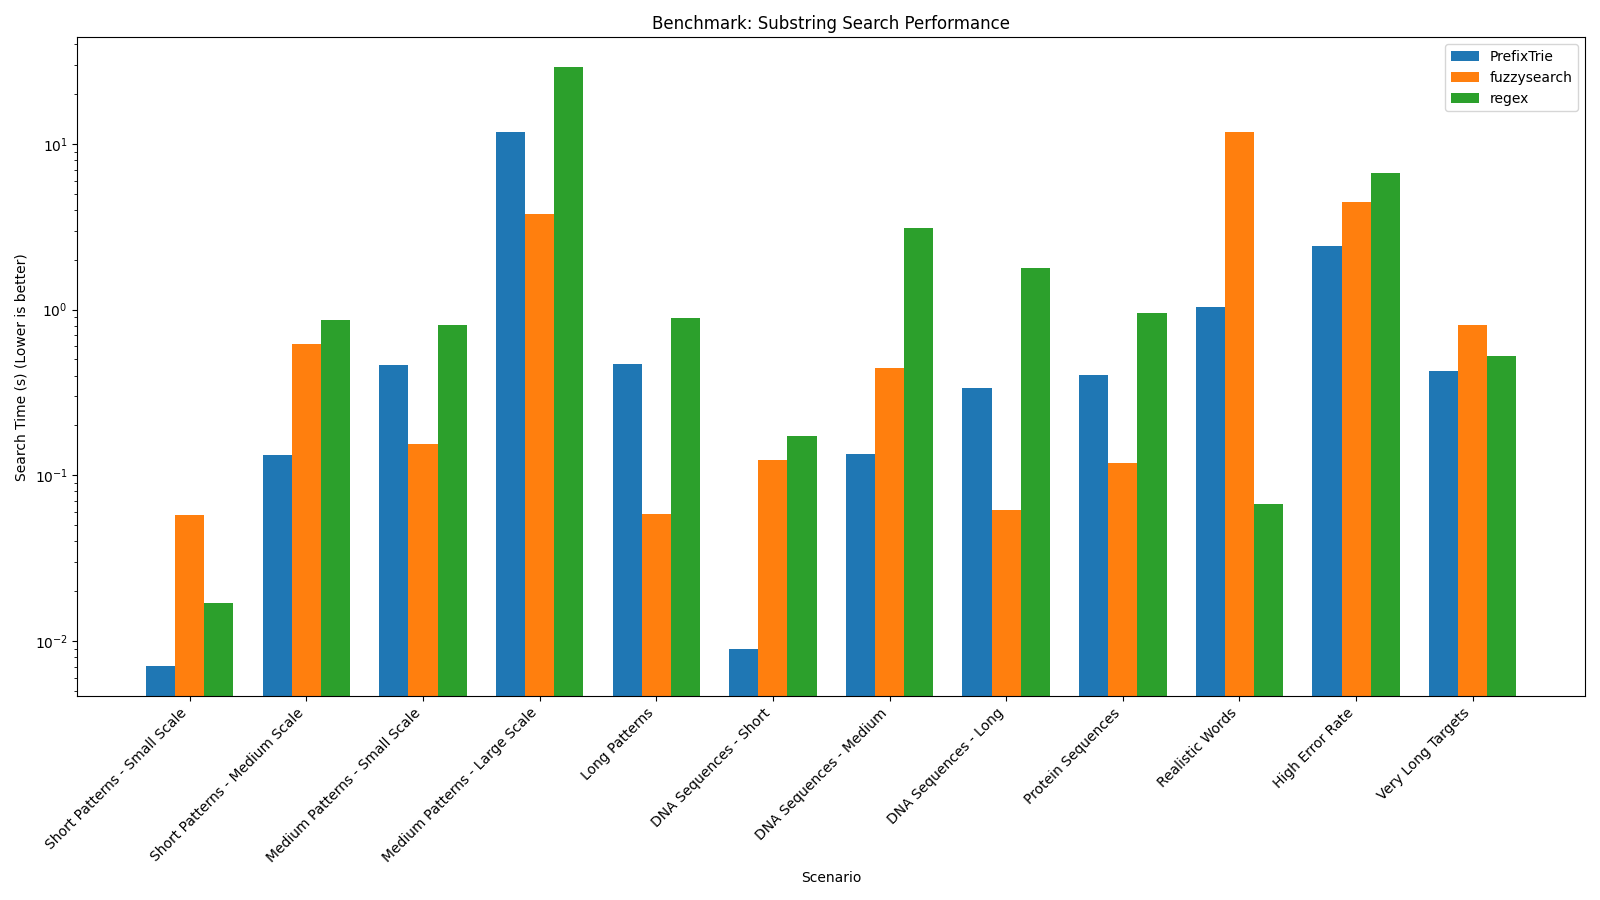 Benchmark: Substring Search Performance
PrefixTrie
fuzzysearch
regex
Search Time (s) (Lower is better)
10¹
10⁰
10⁻¹
10⁻²
Short Patterns - Small Scale
Short Patterns - Medium Scale
Medium Patterns - Small Scale
Medium Patterns - Large Scale
Long Patterns
DNA Sequences - Short
DNA Sequences - Medium
DNA Sequences - Long
Protein Sequences
Realistic Words
High Error Rate
Very Long Targets
Scenario